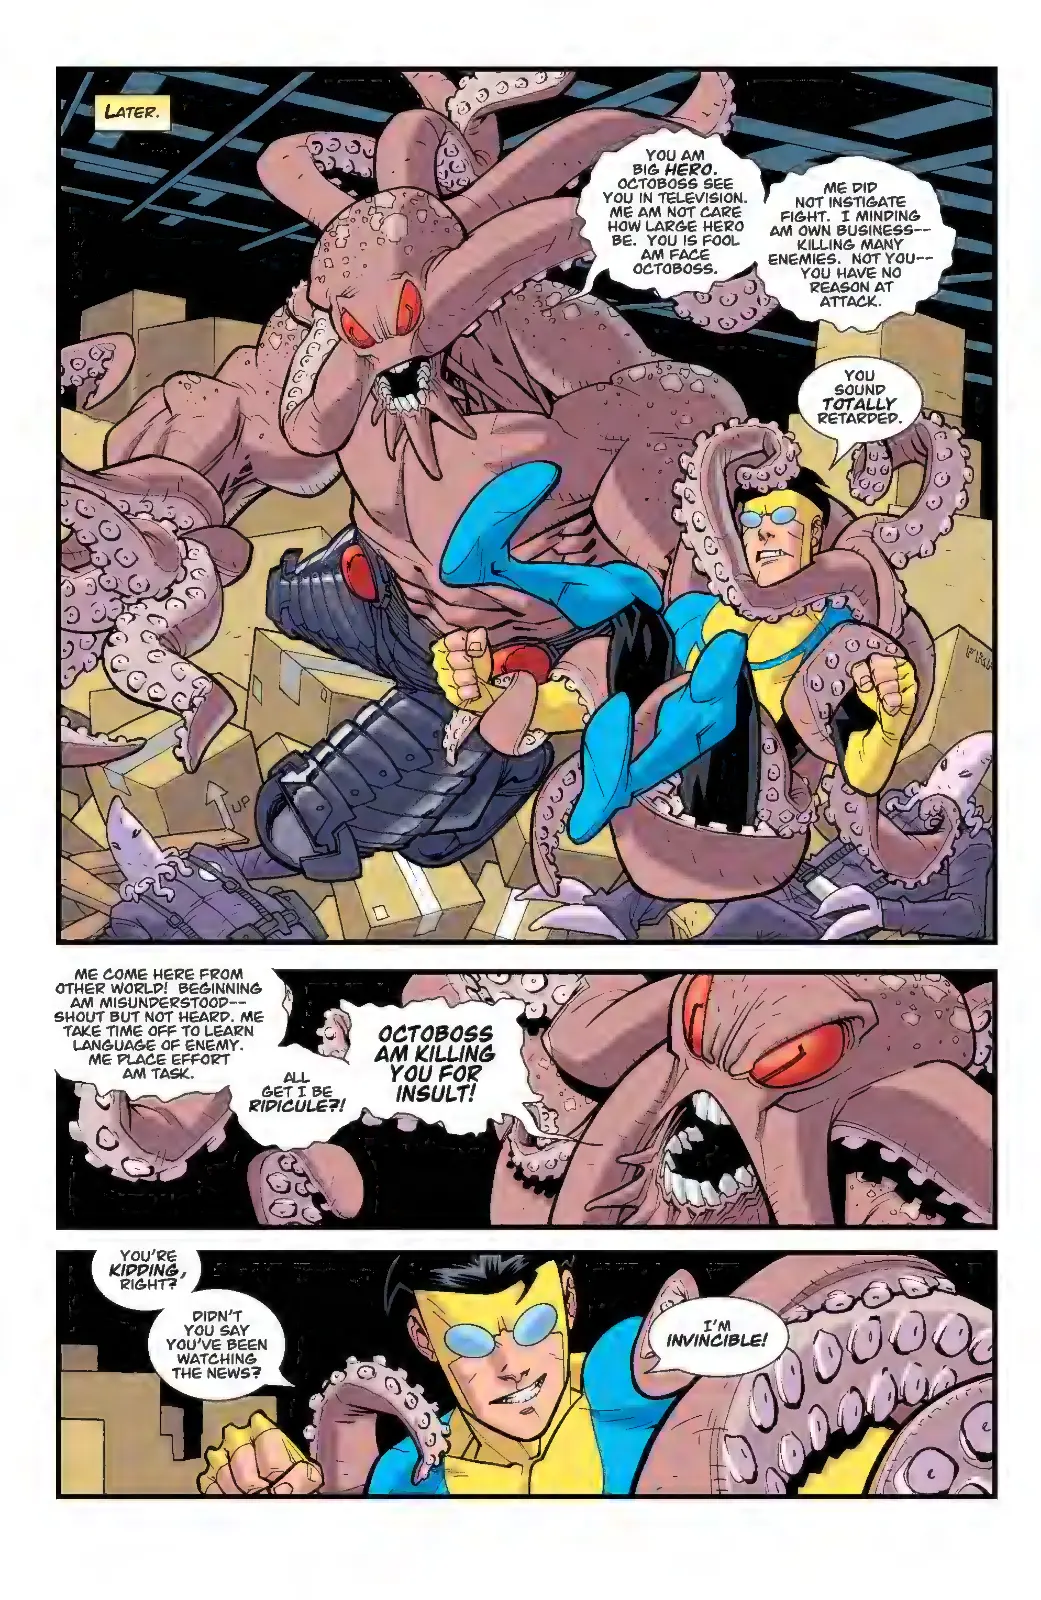 LATER.
YOU AM
BIG HERO.
OCTOBOSS SEE
YOU IN TELEVISION.
ME AM NOT CARE
HOW LARGE HERO
BE. YOU IS FOOL
AM FACE
OCTOBOSS.
ME DID
NOT INSTIGATE
FIGHT. I MINDING
AM OWN BUSINESS--
KILLING MANY
ENEMIES. NOT YOU--
YOU HAVE NO
REASON AT
ATTACK.
YOU
SOUND
TOTALLY
RETARDED.
UP
ME COME HERE FROM
OTHER WORLD! BEGINNING
AM MISUNDERSTOOD--
SHOUT BUT NOT HEARD. ME
TAKE TIME OFF TO LEARN
LANGUAGE OF ENEMY.
ME PLACE EFFORT
AM TASK.
ALL
GET I BE
RIDICULE?!
OCTOBOSS
AM KILLING
YOU FOR
INSULT!
YOU'RE
KIDDING,
RIGHT?
DIDN'T
YOU SAY
YOU'VE BEEN
WATCHING
THE NEWS?
I'M
INVINCIBLE!